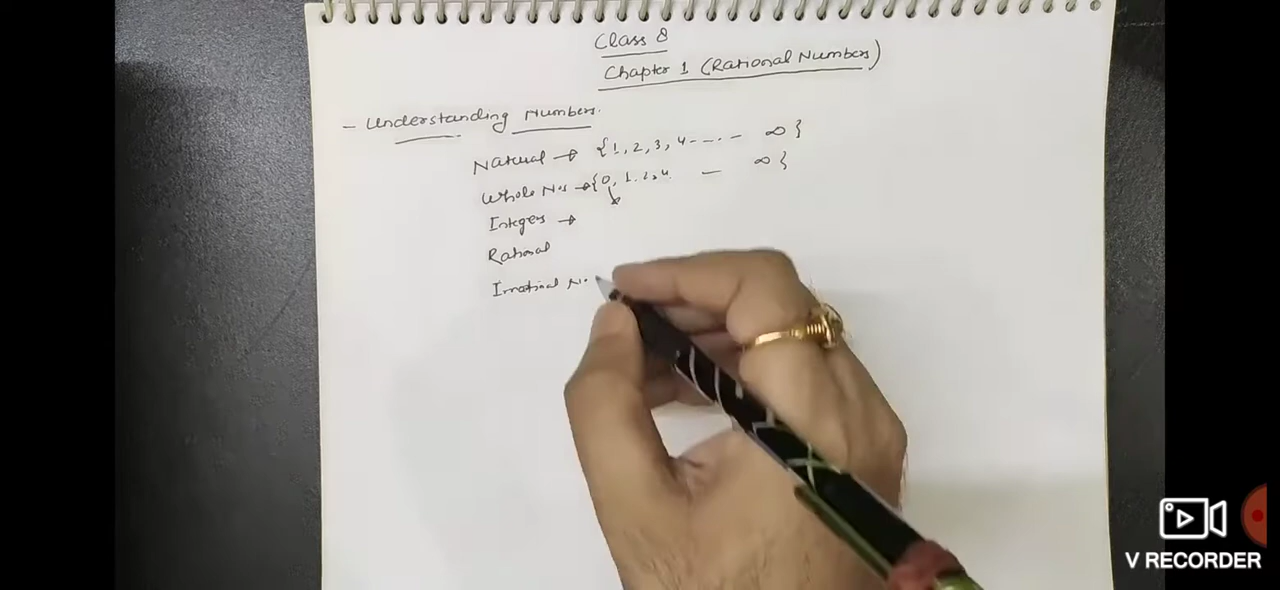 Class 8
Chapter 1 (Rational Numbers)
- Understanding Numbers.
Natural → {1, 2, 3, 4 - - - - ∞ }
Whole Nos → {0, 1, 2, 4. — ∞ }
Integers →
Rational
Irrational No.
V RECORDER